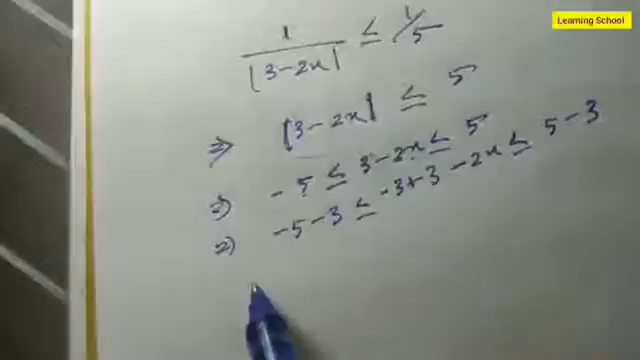 Learning School
1/|3-2x| ≤ 1/5
⇒ |3-2x| ≤ 5
⇒) -5 ≤ 3-2x ≤ 5
⇒) -5-3 ≤ -3+3-2x ≤ 5-3